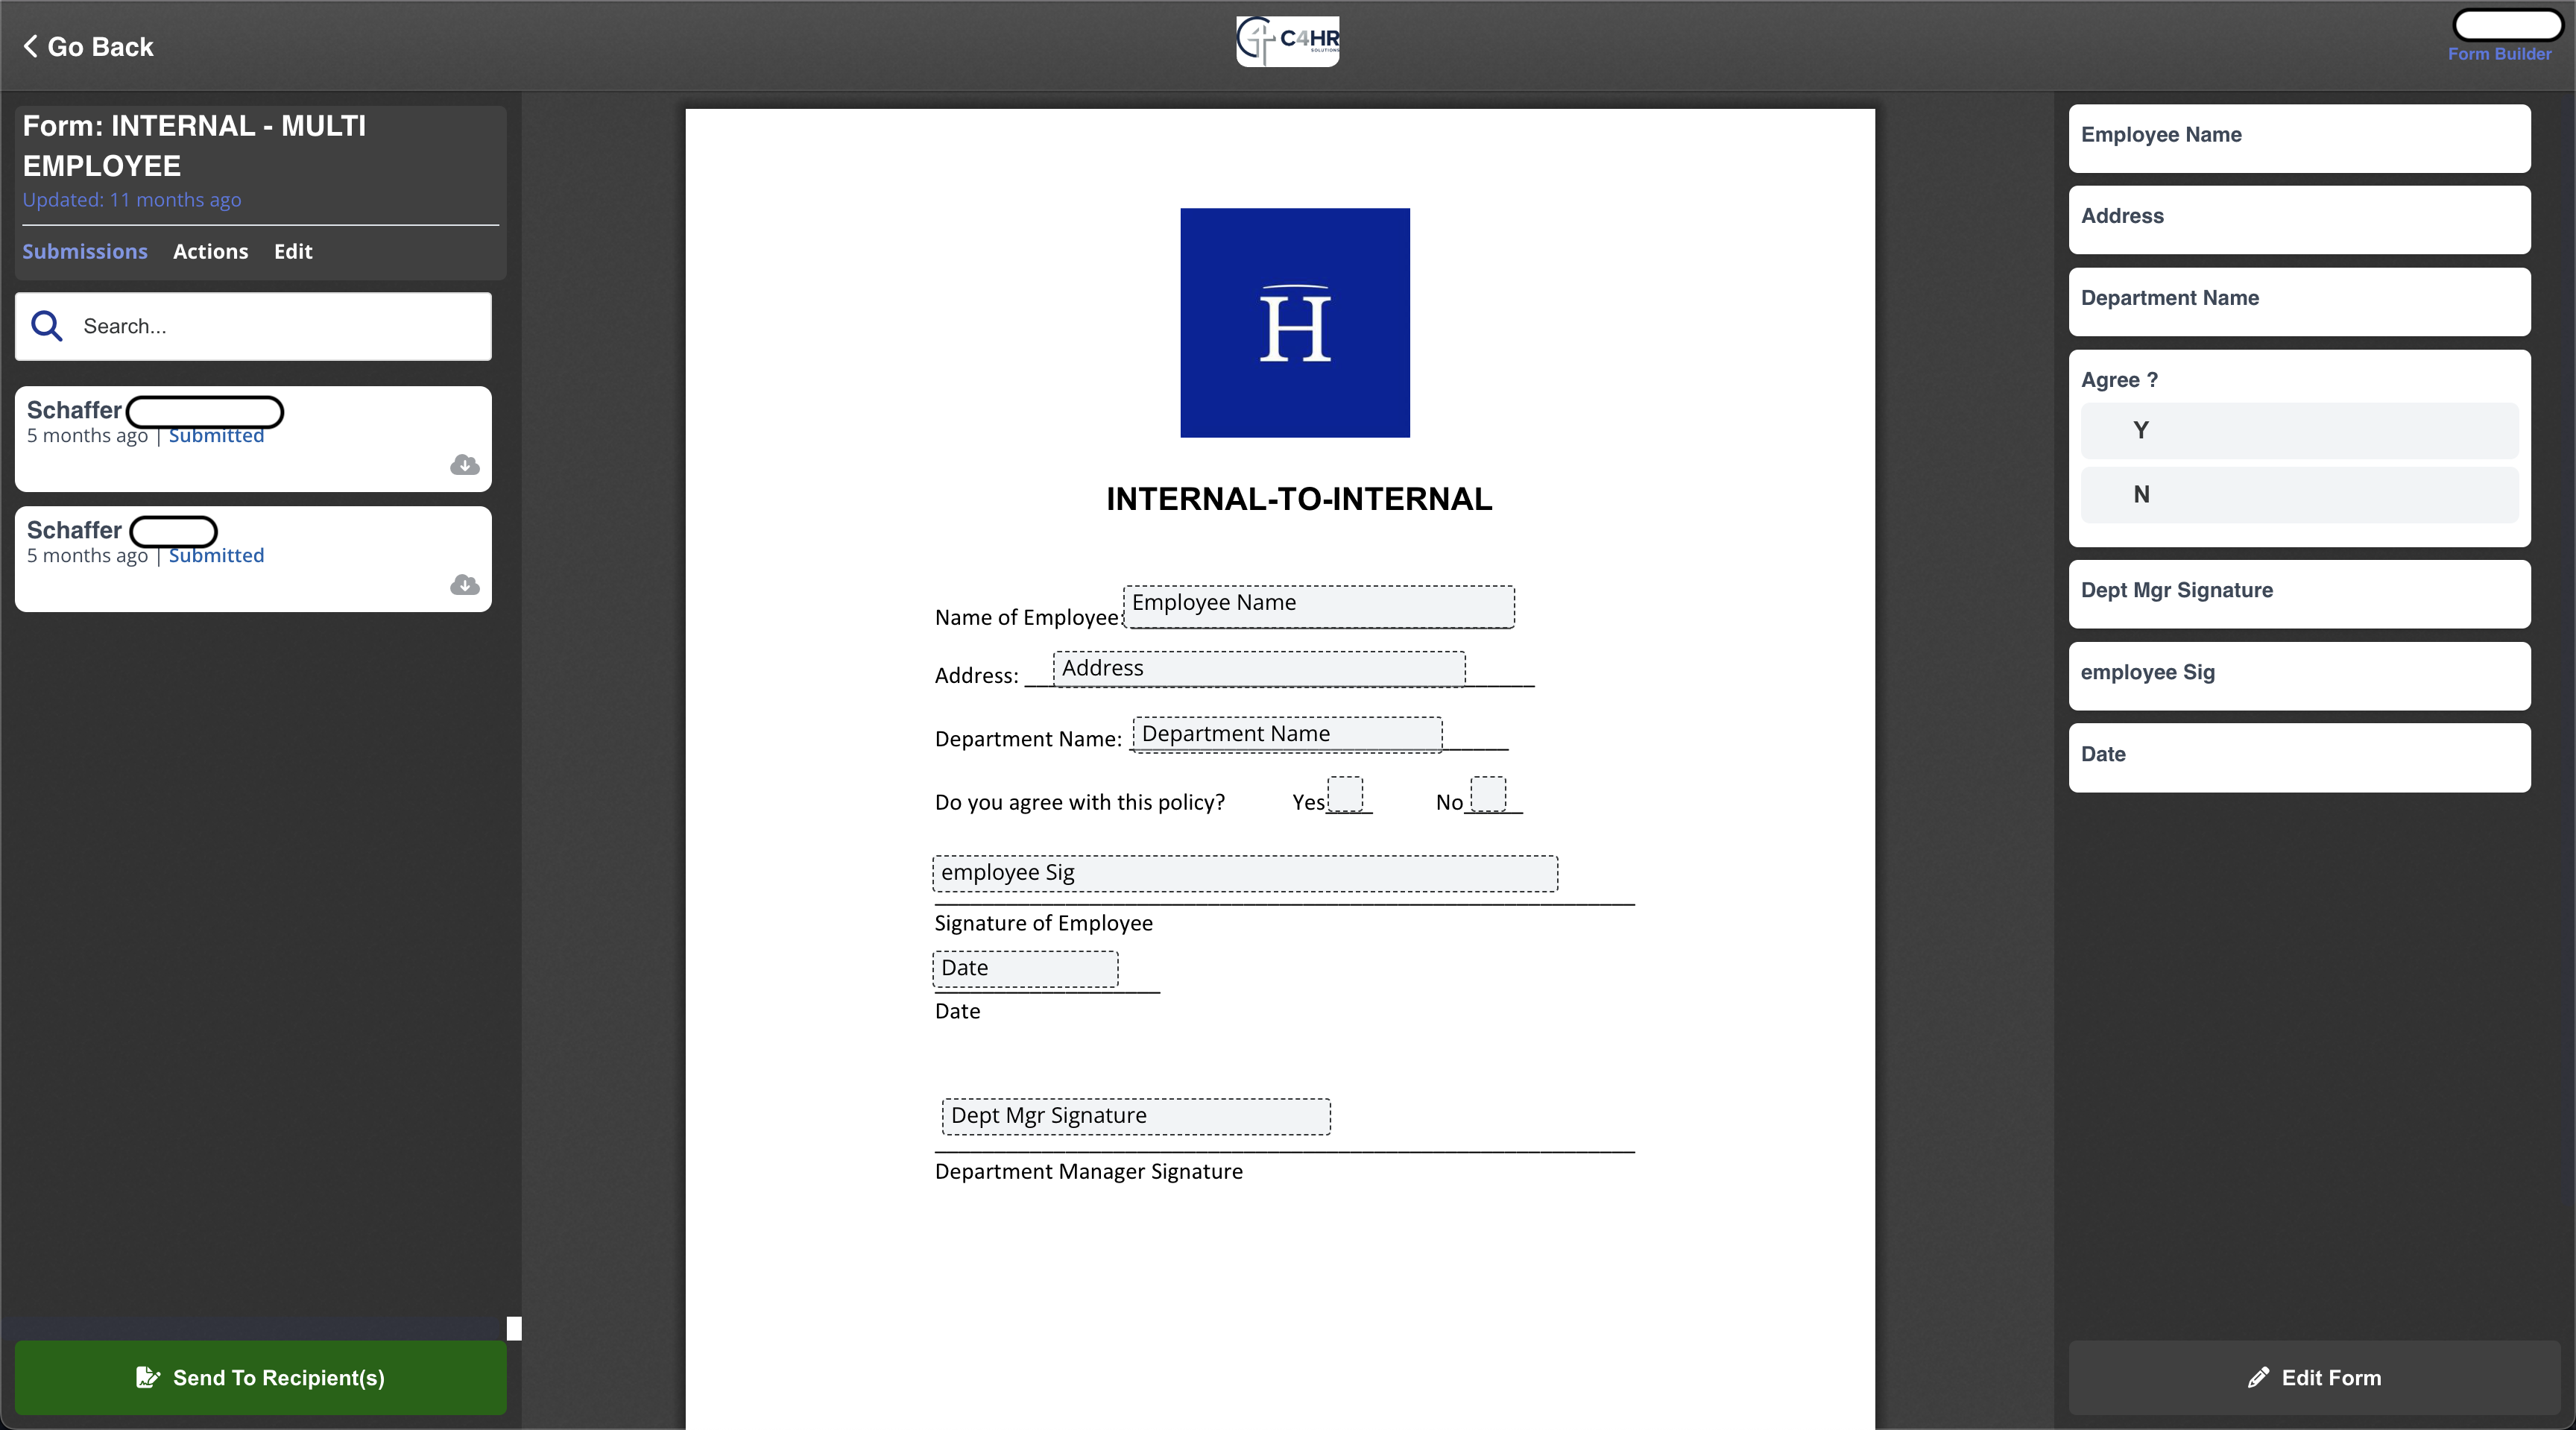 Go Back
C4HR
SOLUTIONS
Form Builder
Form: INTERNAL - MULTI
EMPLOYEE
Updated: 11 months ago
Submissions Actions Edit
Search...
Schaffer
5 months ago | Submitted
Schaffer
5 months ago | Submitted
Send To Recipient(s)
H
INTERNAL-TO-INTERNAL
Name of Employee: Employee Name
Address: Address
Department Name: Department Name
Do you agree with this policy? Yes No
employee Sig
Signature of Employee
Date
Date
Dept Mgr Signature
Department Manager Signature
Employee Name
Address
Department Name
Agree ?
Y
N
Dept Mgr Signature
employee Sig
Date
Edit Form